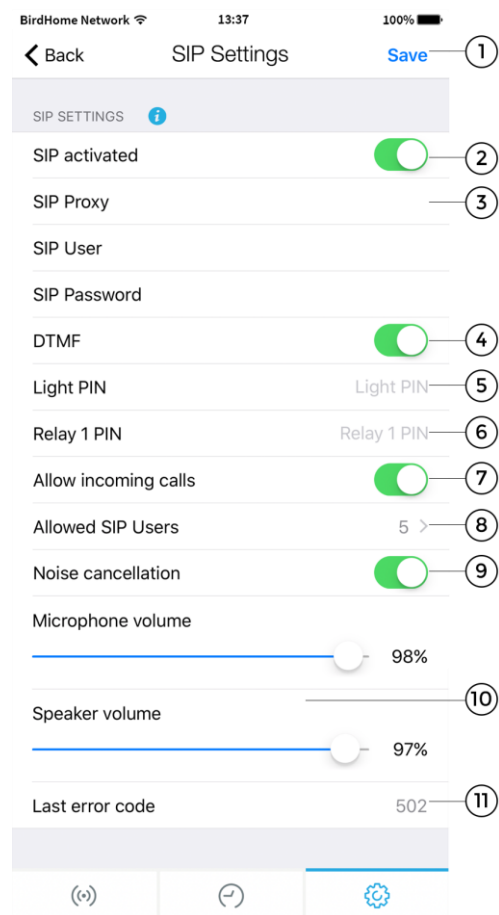 BirdHome Network 13:37 100%
Back SIP Settings Save 1
SIP SETTINGS i
SIP activated 2
SIP Proxy 3
SIP User
SIP Password
DTMF 4
Light PIN Light PIN 5
Relay 1 PIN Relay 1 PIN 6
Allow incoming calls 7
Allowed SIP Users 5 8
Noise cancellation 9
Microphone volume
98%
10
Speaker volume
97%
Last error code 502 11